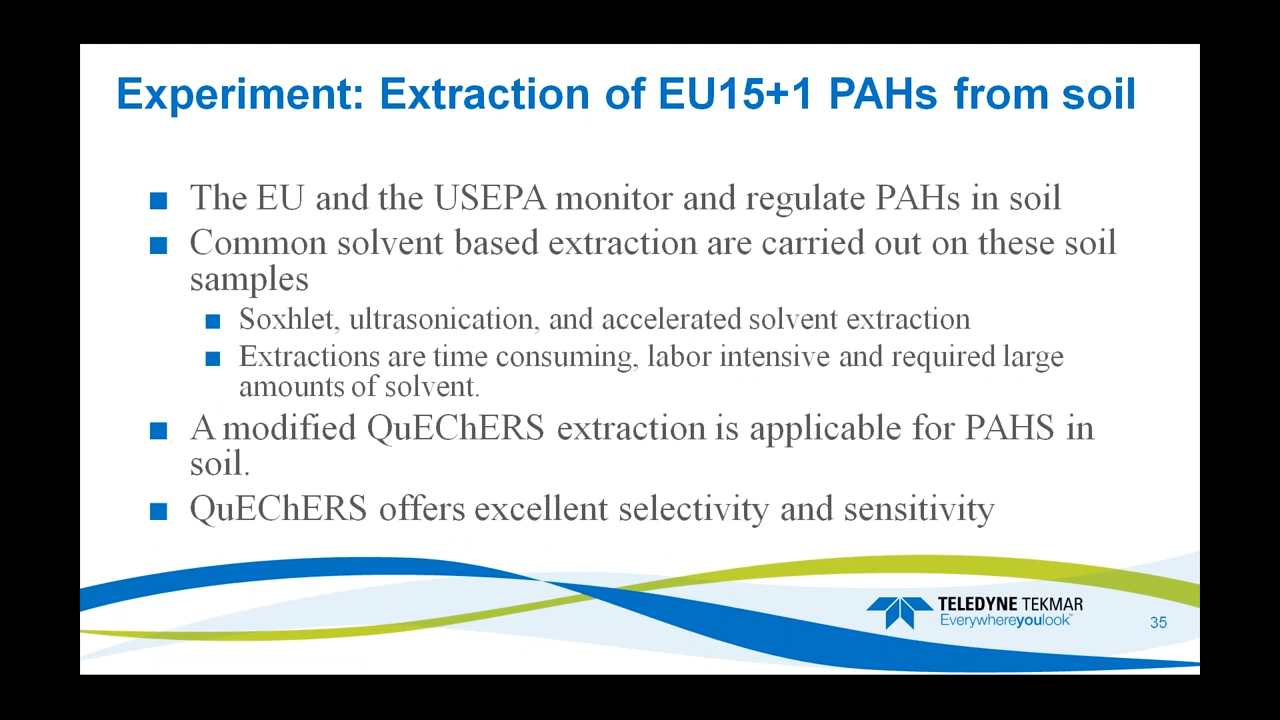 Experiment: Extraction of EU15+1 PAHs from soil
The EU and the USEPA monitor and regulate PAHs in soil
Common solvent based extraction are carried out on these soil
samples
Soxhlet, ultrasonication, and accelerated solvent extraction
Extractions are time consuming, labor intensive and required large
amounts of solvent.
A modified QuEChERS extraction is applicable for PAHS in
soil.
QuEChERS offers excellent selectivity and sensitivity
TELEDYNE TEKMAR
Everywhereyoulook™
35